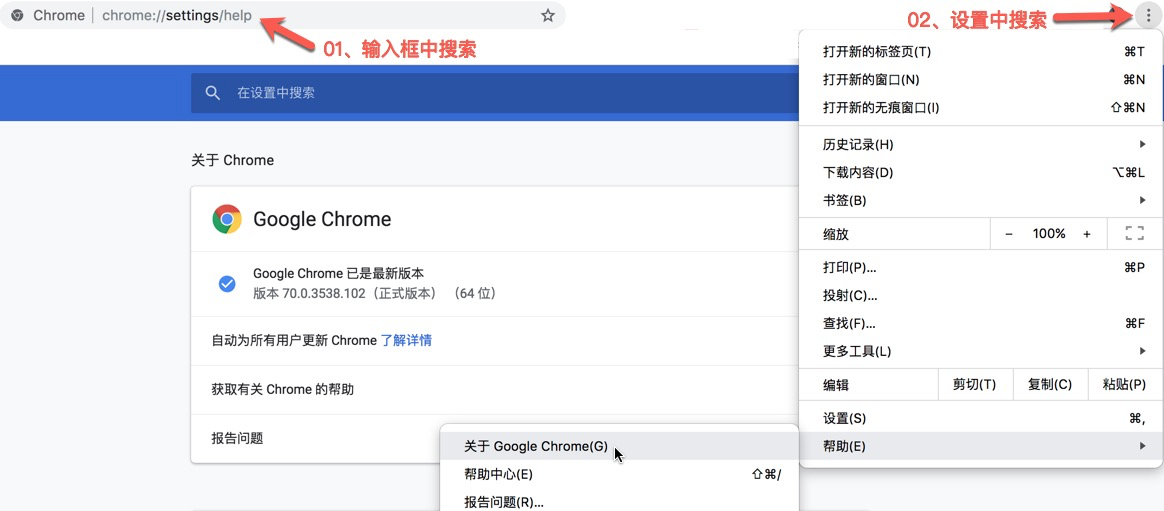 Chrome | chrome://settings/help
01、输入框中搜索
02、设置中搜索
在设置中搜索
关于 Chrome
Google Chrome
Google Chrome 已是最新版本
版本 70.0.3538.102（正式版本） （64 位）
自动为所有用户更新 Chrome 了解详情
获取有关 Chrome 的帮助
报告问题
打开新的标签页(T) ⌘T
打开新的窗口(N) ⌘N
打开新的无痕窗口(I) ⇧⌘N
历史记录(H)
下载内容(D) ⌥⌘L
书签(B)
缩放 − 100% +
打印(P)... ⌘P
投射(C)...
查找(F)... ⌘F
更多工具(L)
编辑 剪切(T) 复制(C) 粘贴(P)
设置(S) ⌘,
帮助(E)
关于 Google Chrome(G)
帮助中心(E) ⇧⌘/
报告问题(R)...